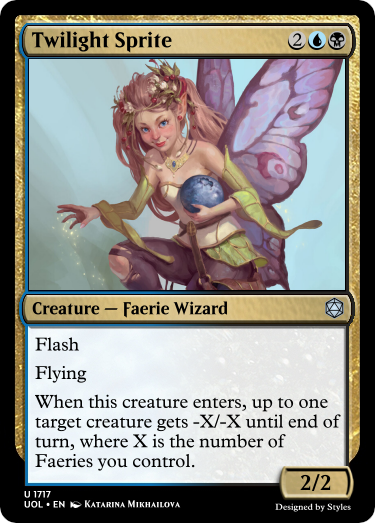 Twilight Sprite 2
Creature — Faerie Wizard
Flash
Flying
When this creature enters, up to one
target creature gets -X/-X until end of
turn, where X is the number of
Faeries you control.
2/2
U 1717
UOL • EN Katarina Mikhailova
Designed by Styles